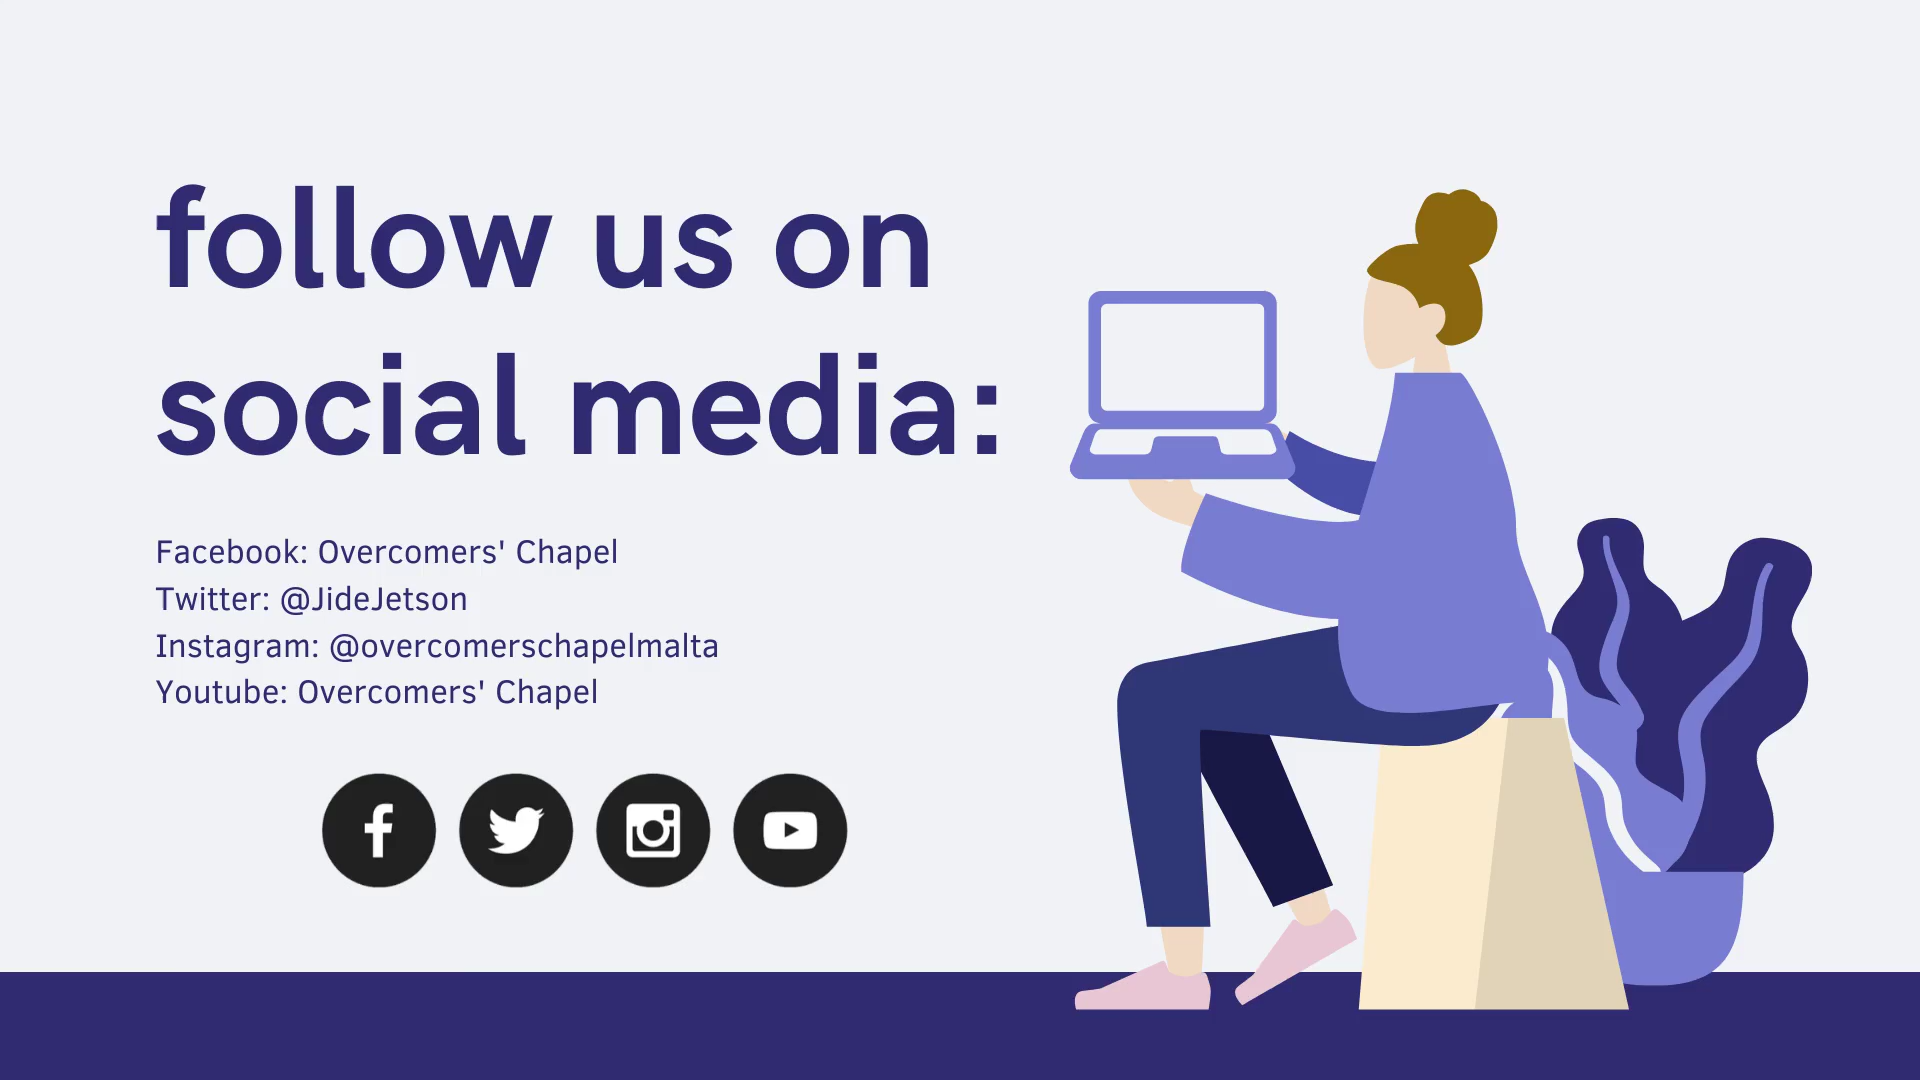 follow us on
social media:
Facebook: Overcomers' Chapel
Twitter: @JideJetson
Instagram: @overcomerschapelmalta
Youtube: Overcomers' Chapel